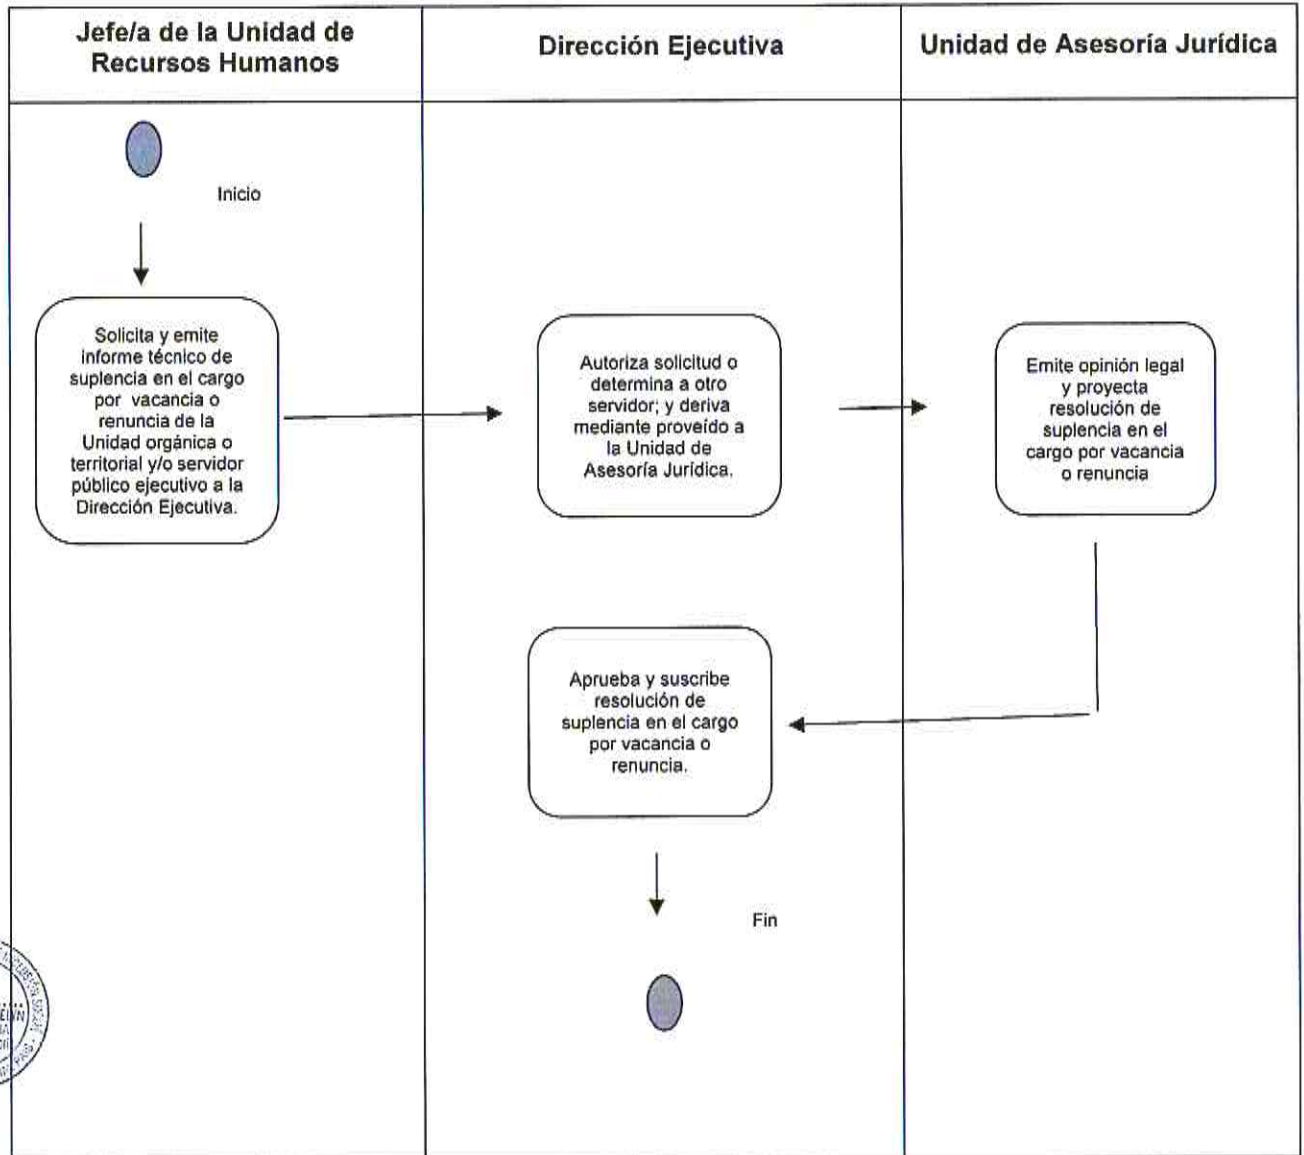 Jefe/a de la Unidad de
Recursos Humanos
Dirección Ejecutiva
Unidad de Asesoría Jurídica
Inicio
Solicita y emite
informe técnico de
suplencia en el cargo
por vacancia o
renuncia de la
Unidad orgánica o
territorial y/o servidor
público ejecutivo a la
Dirección Ejecutiva.
Autoriza solicitud o
determina a otro
servidor; y deriva
mediante proveído a
la Unidad de
Asesoría Jurídica.
Emite opinión legal
y proyecta
resolución de
suplencia en el
cargo por vacancia
o renuncia
Aprueba y suscribe
resolución de
suplencia en el cargo
por vacancia o
renuncia.
Fin